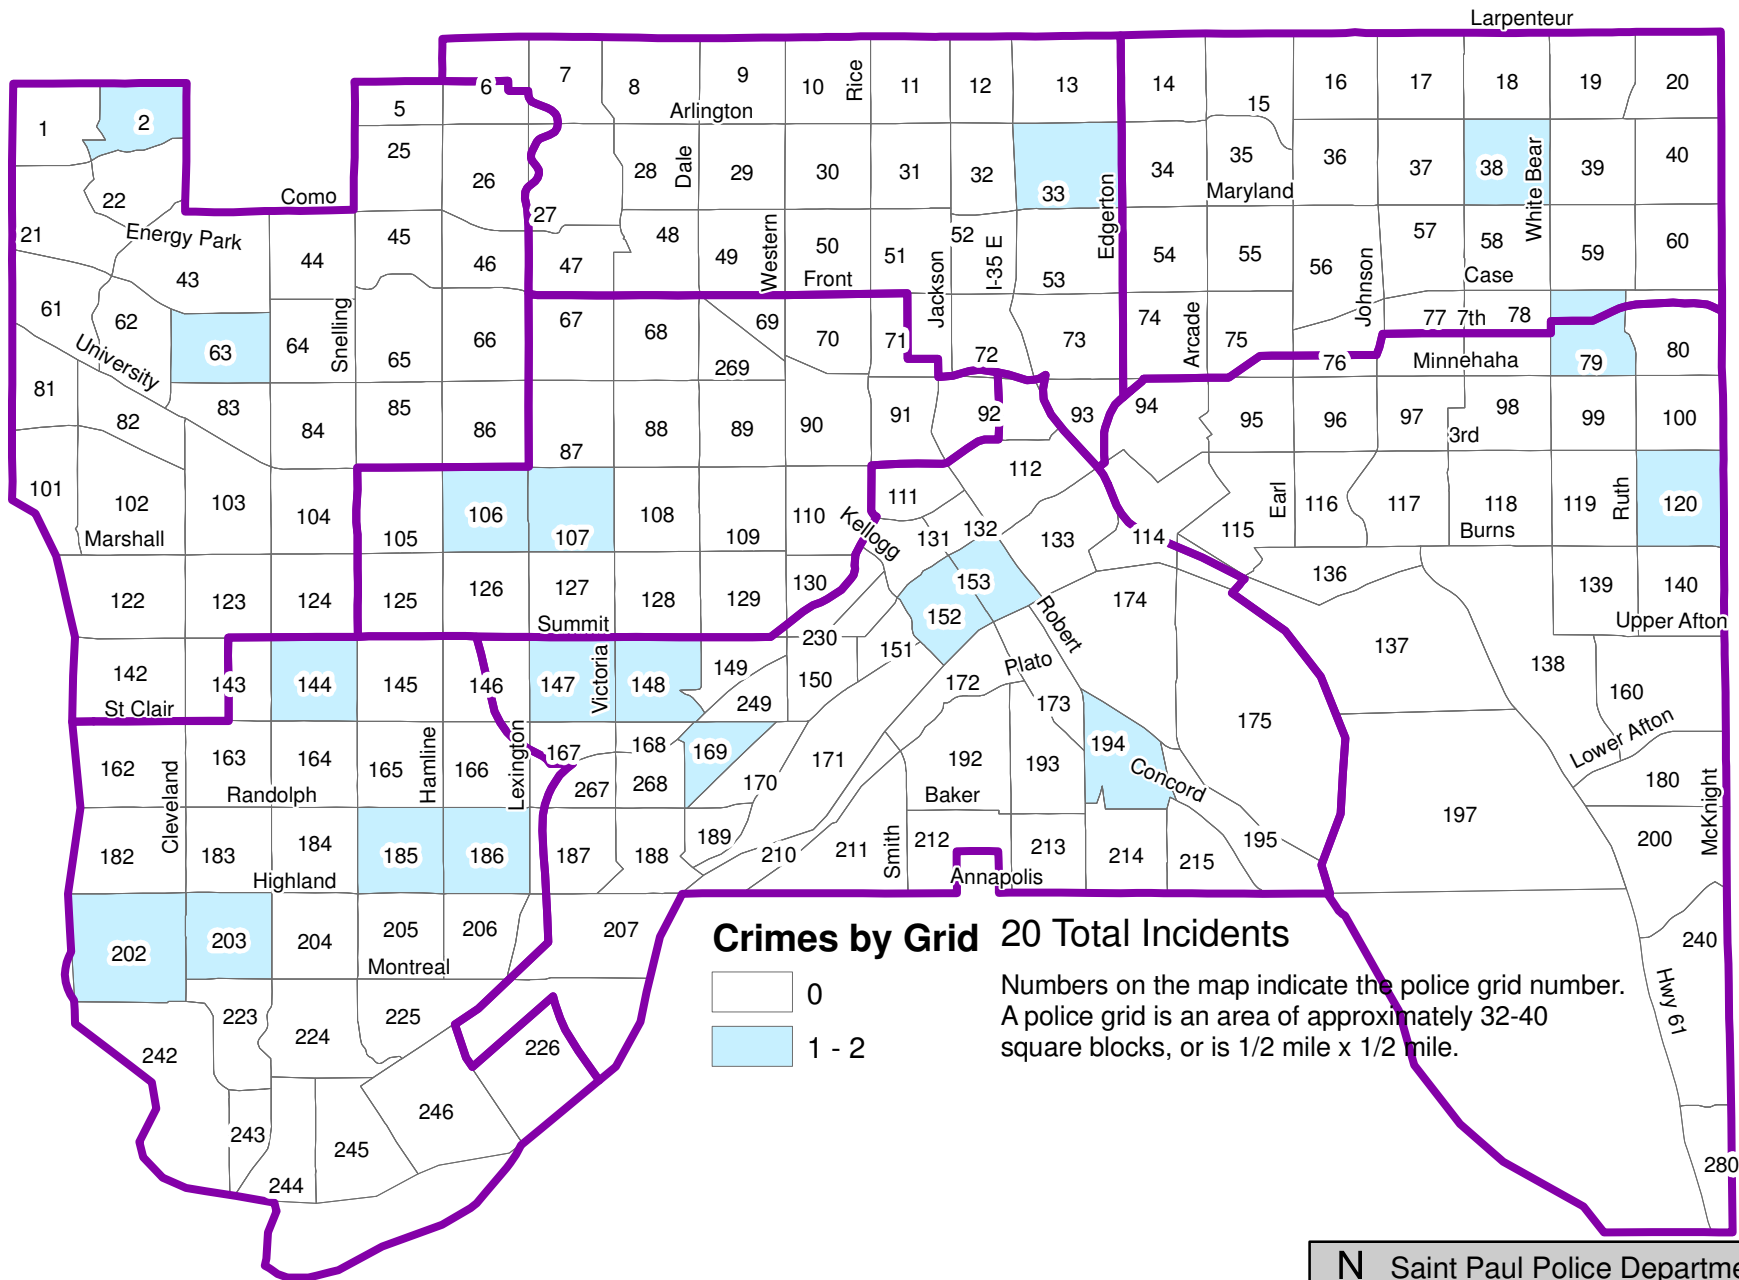 Larpenteur
6 7 8 9 10 Rice 11 12 13 14 15 16 17 18 19 20
1 2 5 Arlington
25 26 28 Dale 29 30 31 32 33 Edgerton 34 35 36 37 38 White Bear 39 40
22 Como 27 Maryland
21 Energy Park 44 45 46 47 48 49 Western 50 51 52 I-35 E 53 54 55 56 Johnson 57 58 59 60
43 Front Jackson Case
61 62 63 64 Snelling 65 66 67 68 69 70 71 72 73 74 Arcade 75 76 77 7th 78 79 80
University 269 Minnehaha
81 82 83 84 85 86 87 88 89 90 91 92 93 94 95 96 97 98 99 100
3rd
101 102 103 104 105 106 107 108 109 110 111 112 Earl 116 117 118 119 Ruth 120
Marshall Kellogg 131 132 133 114 115 Burns
122 123 124 125 126 127 128 129 130 153 174 136 139 140
152 Robert
Summit 230 Upper Afton
142 143 144 145 146 147 Victoria 148 149 150 151 Plato 137 138
St Clair 249 172 173 175 160
162 163 164 165 Hamline 166 Lexington 167 168 169 170 171 192 193 194 Concord Lower Afton
Cleveland Randolph 267 268 Baker 180 McKnight
182 183 184 185 186 187 188 189 210 211 Smith 212 213 214 215 195 197 200
Highland Annapolis
202 203 204 205 206 207 240
Montreal
Crimes by Grid
0
1 - 2
20 Total Incidents
Numbers on the map indicate the police grid number.
A police grid is an area of approximately 32-40
square blocks, or is 1/2 mile x 1/2 mile.
Hwy 61
223 224 225 226
242
243 244 245 246
280
N Saint Paul Police Departme